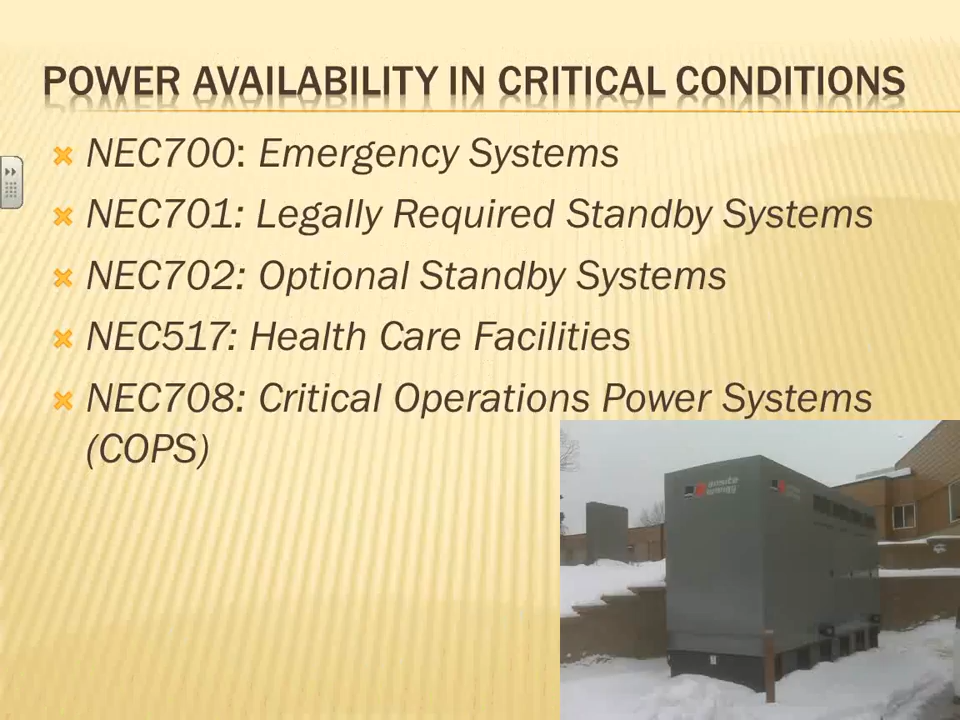 POWER AVAILABILITY IN CRITICAL CONDITIONS
NEC700: Emergency Systems
NEC701: Legally Required Standby Systems
NEC702: Optional Standby Systems
NEC517: Health Care Facilities
NEC708: Critical Operations Power Systems
(COPS)